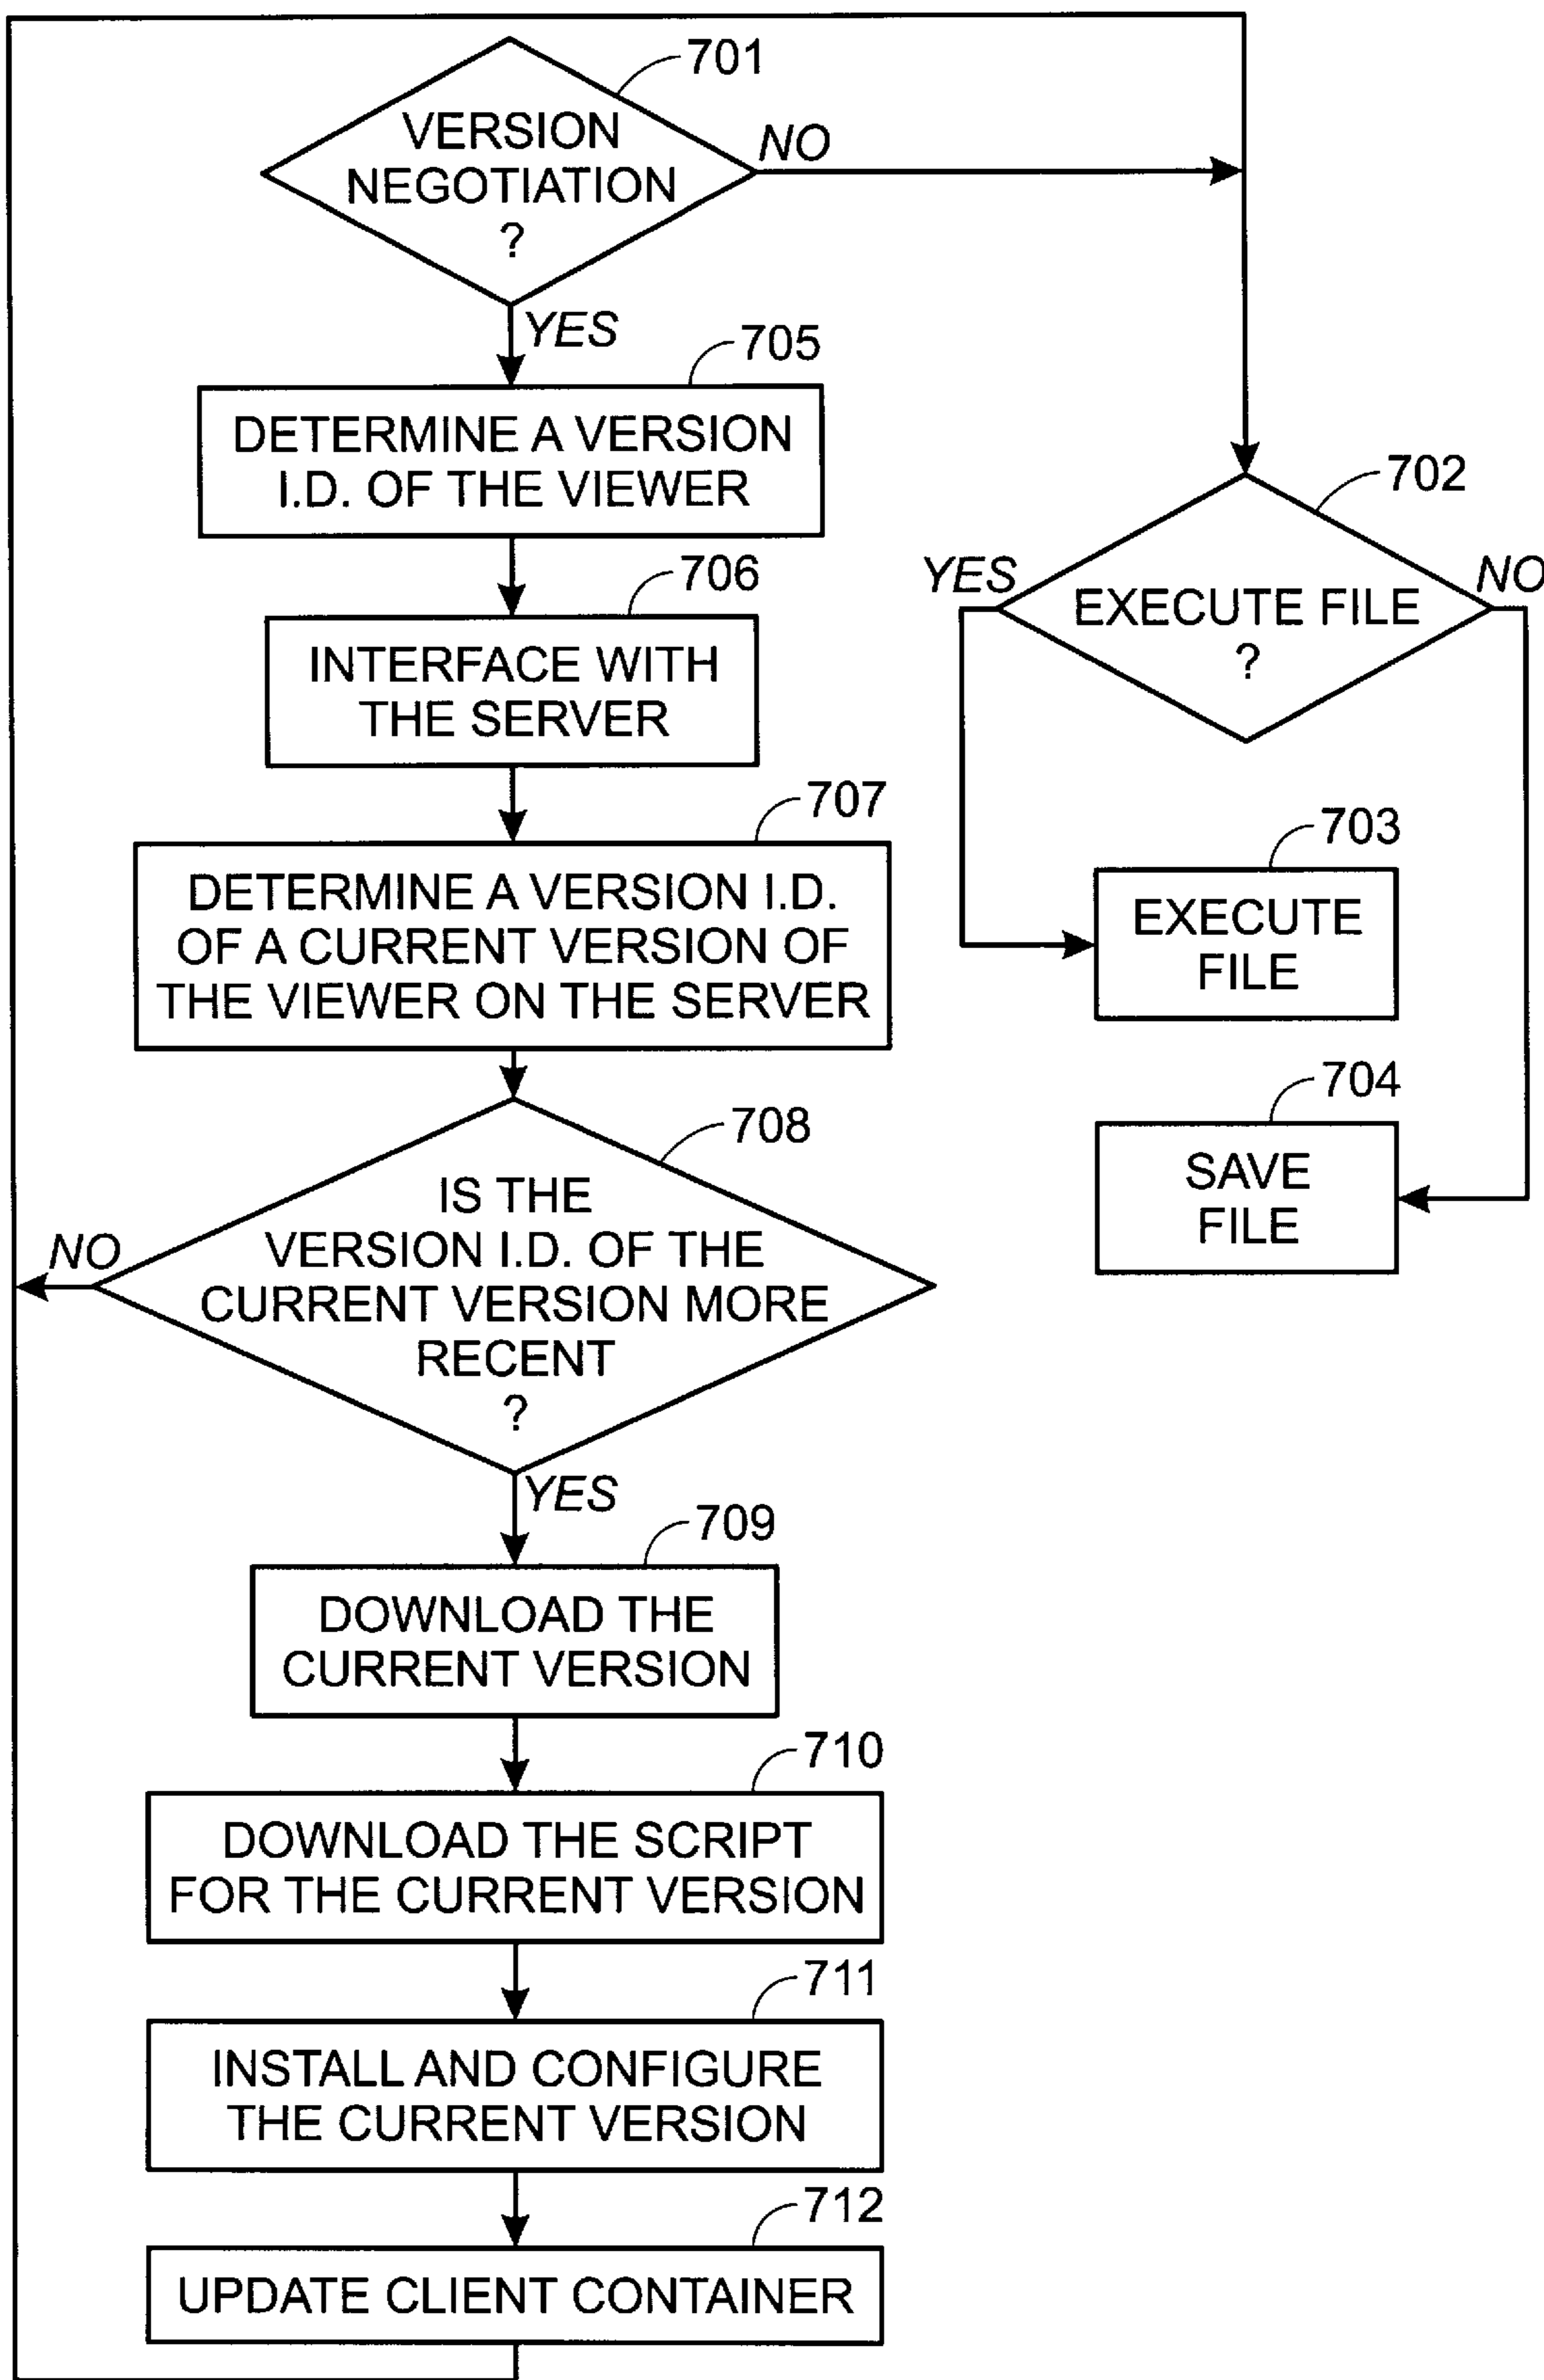 701
VERSION
NEGOTIATION
?
NO
YES
705
DETERMINE A VERSION
I.D. OF THE VIEWER
706
INTERFACE WITH
THE SERVER
707
DETERMINE A VERSION I.D.
OF A CURRENT VERSION OF
THE VIEWER ON THE SERVER
708
IS THE
VERSION I.D. OF THE
CURRENT VERSION MORE
RECENT
?
NO
YES
709
DOWNLOAD THE
CURRENT VERSION
710
DOWNLOAD THE SCRIPT
FOR THE CURRENT VERSION
711
INSTALL AND CONFIGURE
THE CURRENT VERSION
712
UPDATE CLIENT CONTAINER
702
YES
EXECUTE FILE
?
NO
703
EXECUTE
FILE
704
SAVE
FILE